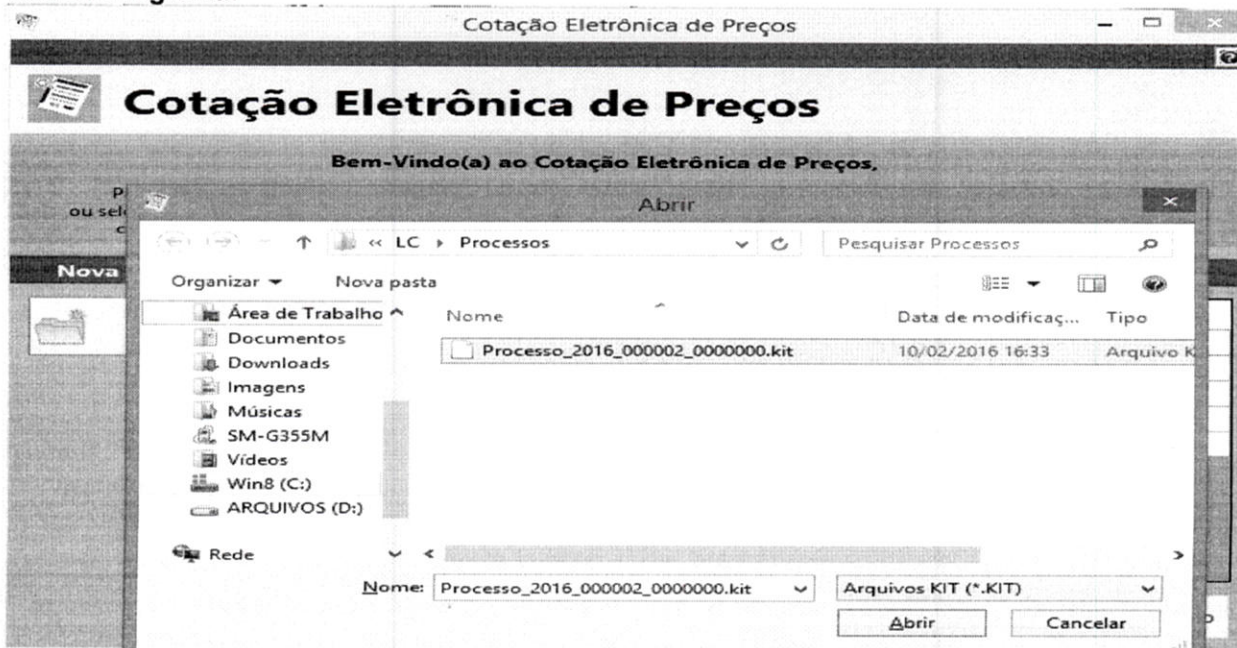 Cotação Eletrônica de Preços
Cotação Eletrônica de Preços
Bem-Vindo(a) ao Cotação Eletrônica de Preços,
P
ou sel
c
Abrir
« LC ▸ Processos
Pesquisar Processos
Nova
Organizar
Nova pasta
Área de Trabalho
Nome
Data de modificaç...
Tipo
Documentos
Processo_2016_000002_0000000.kit
10/02/2016 16:33
Arquivo K
Downloads
Imagens
Músicas
SM-G355M
Vídeos
Win8 (C:)
ARQUIVOS (D:)
Rede
Nome:
Processo_2016_000002_0000000.kit
Arquivos KIT (*.KIT)
Abrir
Cancelar